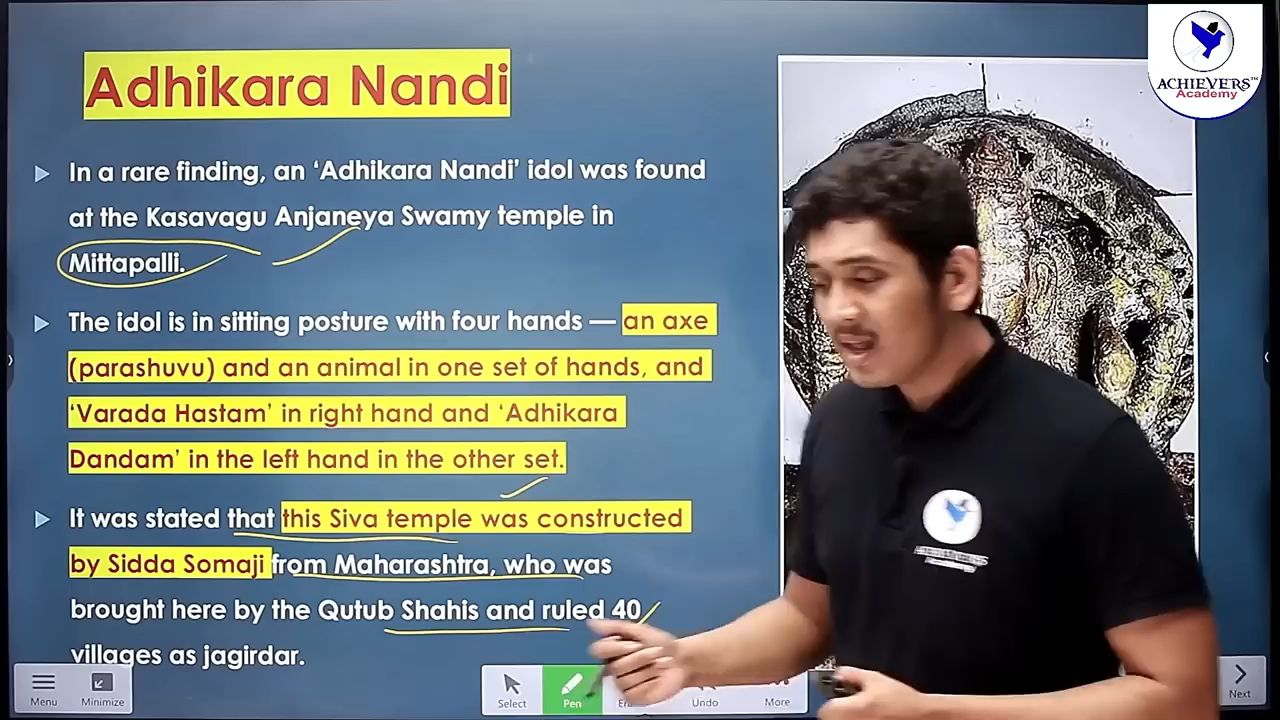 ACHIEVERS™
Academy
Adhikara Nandi
In a rare finding, an ‘Adhikara Nandi’ idol was found
at the Kasavagu Anjaneya Swamy temple in
Mittapalli.
The idol is in sitting posture with four hands — an axe
(parashuvu) and an animal in one set of hands, and
‘Varada Hastam’ in right hand and ‘Adhikara
Dandam’ in the left hand in the other set.
It was stated that this Siva temple was constructed
by Sidda Somaji from Maharashtra, who was
brought here by the Qutub Shahis and ruled 40
villages as jagirdar.
Menu Minimize Select Pen Undo More Next